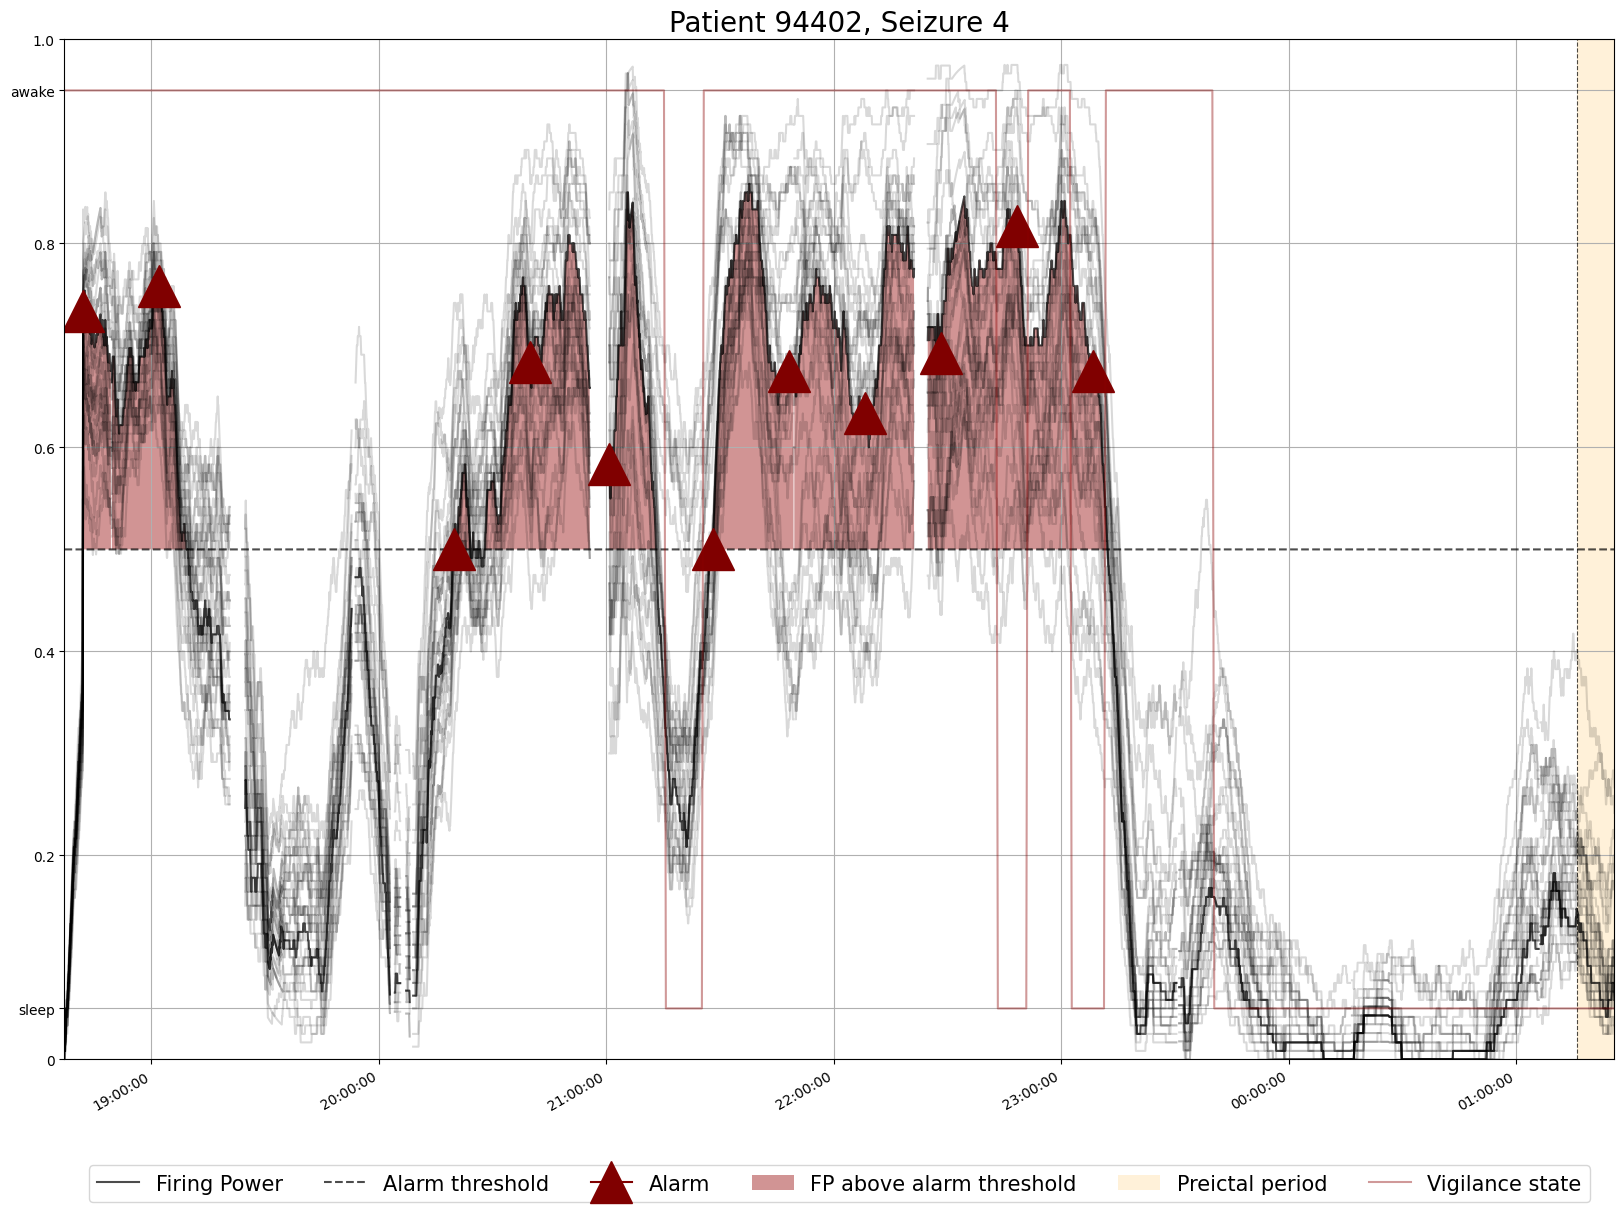 Patient 94402, Seizure 4
1.0
awake
0.8
0.6
0.4
0.2
sleep
0
19:00:00
20:00:00
21:00:00
22:00:00
23:00:00
00:00:00
01:00:00
Firing Power
Alarm threshold
Alarm
FP above alarm threshold
Preictal period
Vigilance state